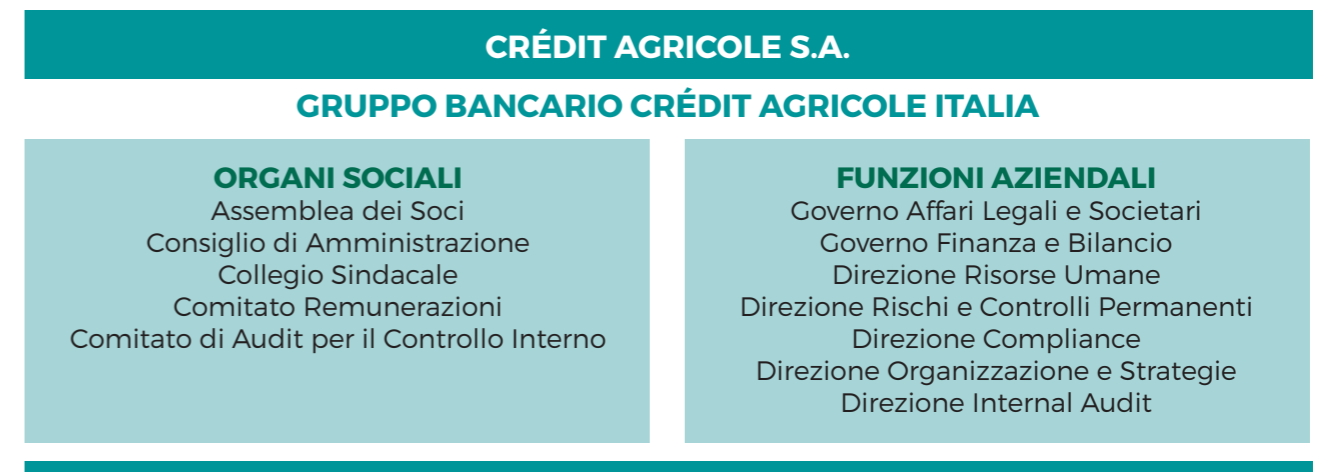 CRÉDIT AGRICOLE S.A.
GRUPPO BANCARIO CRÉDIT AGRICOLE ITALIA
ORGANI SOCIALI
Assemblea dei Soci
Consiglio di Amministrazione
Collegio Sindacale
Comitato Remunerazioni
Comitato di Audit per il Controllo Interno
FUNZIONI AZIENDALI
Governo Affari Legali e Societari
Governo Finanza e Bilancio
Direzione Risorse Umane
Direzione Rischi e Controlli Permanenti
Direzione Compliance
Direzione Organizzazione e Strategie
Direzione Internal Audit